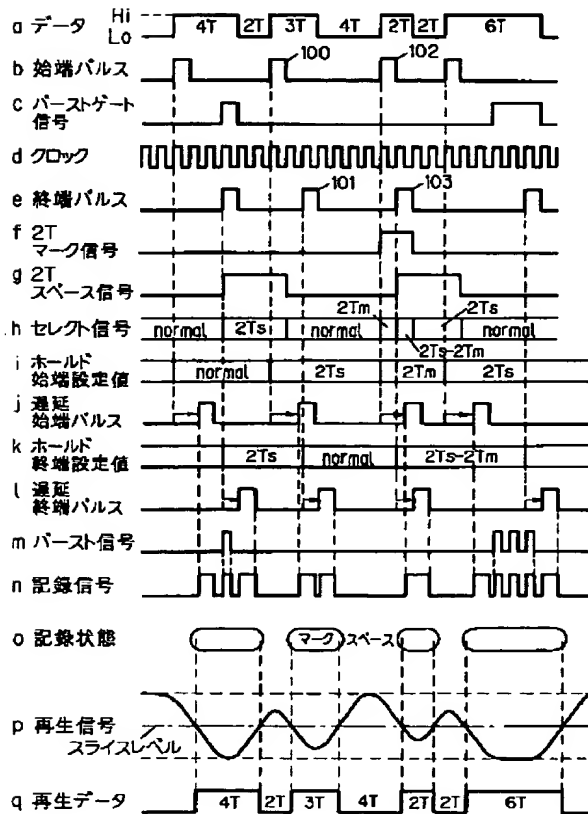 Hi
a データ Lo 4T 2T 3T 4T 2T 2T 6T
b 始端パルス 100 102
c バーストゲート
信号
d クロック
e 終端パルス 101 103
f 2T
マーク信号
g 2T
スペース信号
2Tm 2Ts
h セレクト信号 normal 2Ts normal normal
2Ts-2Tm
i ホールド
始端設定値 normal 2Ts 2Tm 2Ts
j 遅延
始端パルス
k ホールド
終端設定値 2Ts normal 2Ts-2Tm
l 遅延
終端パルス
m バースト信号
n 記録信号
o 記録状態 マーク スペース
p 再生信号
スライスレベル
q 再生データ 4T 2T 3T 4T 2T 2T 6T